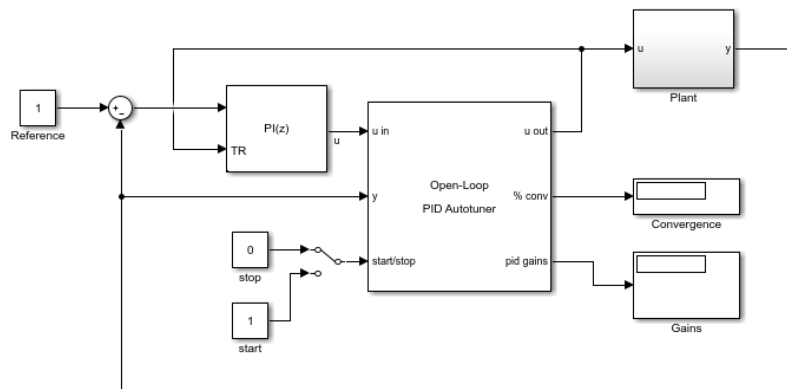 u
y
Plant
1
Reference
+
−
PI(z)
TR
u
u in
u out
Open-Loop
PID Autotuner
y
% conv
Convergence
0
stop
start/stop
pid gains
1
start
Gains